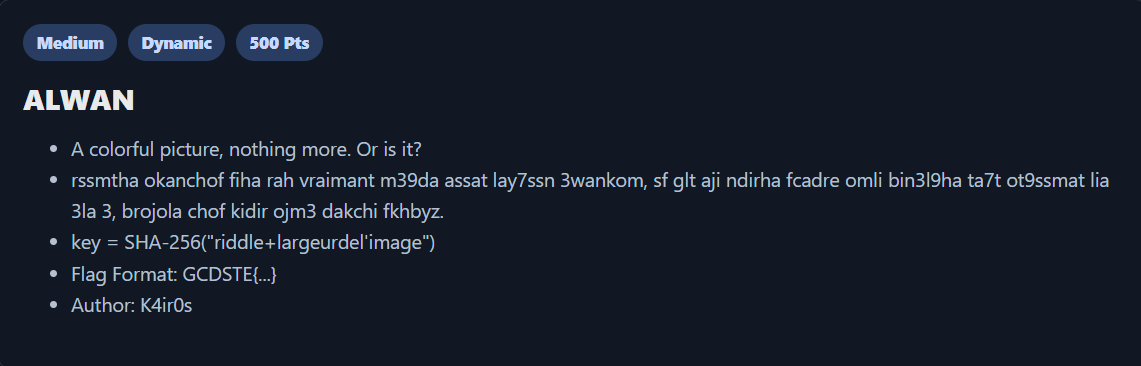 Medium Dynamic 500 Pts
ALWAN
• A colorful picture, nothing more. Or is it?
• rssmtha okanchof fiha rah vraimant m39da assat lay7ssn 3wankom, sf glt aji ndirha fcadre omli bin3l9ha ta7t ot9ssmat lia
3la 3, brojola chof kidir ojm3 dakchi fkhbyz.
• key = SHA-256("riddle+largeurdel'image")
• Flag Format: GCDSTE{...}
• Author: K4ir0s